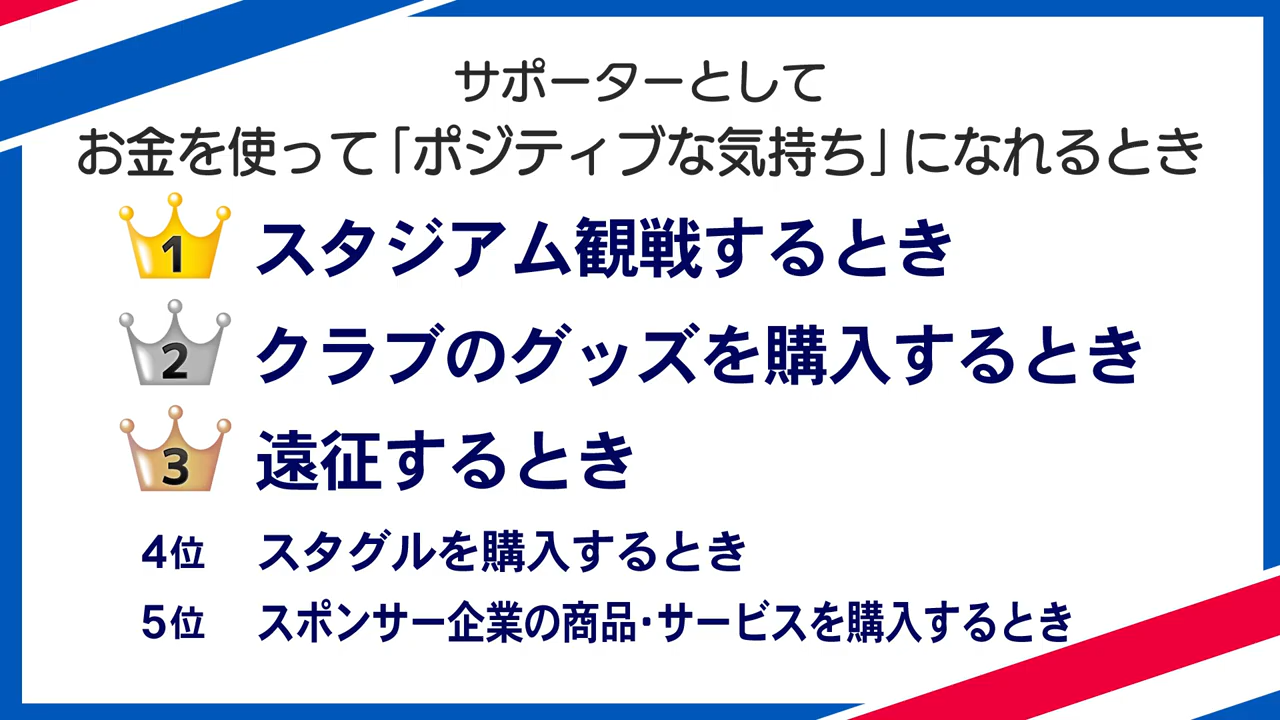 サポーターとして
お金を使って「ポジティブな気持ち」になれるとき
1 スタジアム観戦するとき
2 クラブのグッズを購入するとき
3 遠征するとき
4位 スタグルを購入するとき
5位 スポンサー企業の商品・サービスを購入するとき